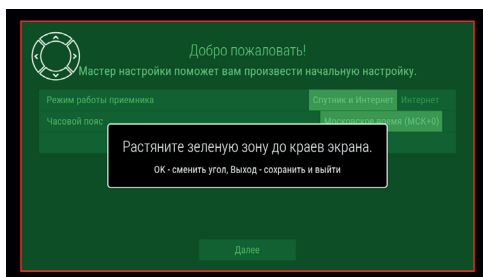 Добро пожаловать!
Мастер настройки поможет вам произвести начальную настройку.
Режим работы приемника Спутник и Интернет Интернет
Часовой пояс Московское время (МСК+0)
Растяните зеленую зону до краев экрана.
OK - сменить угол, Выход - сохранить и выйти
Далее